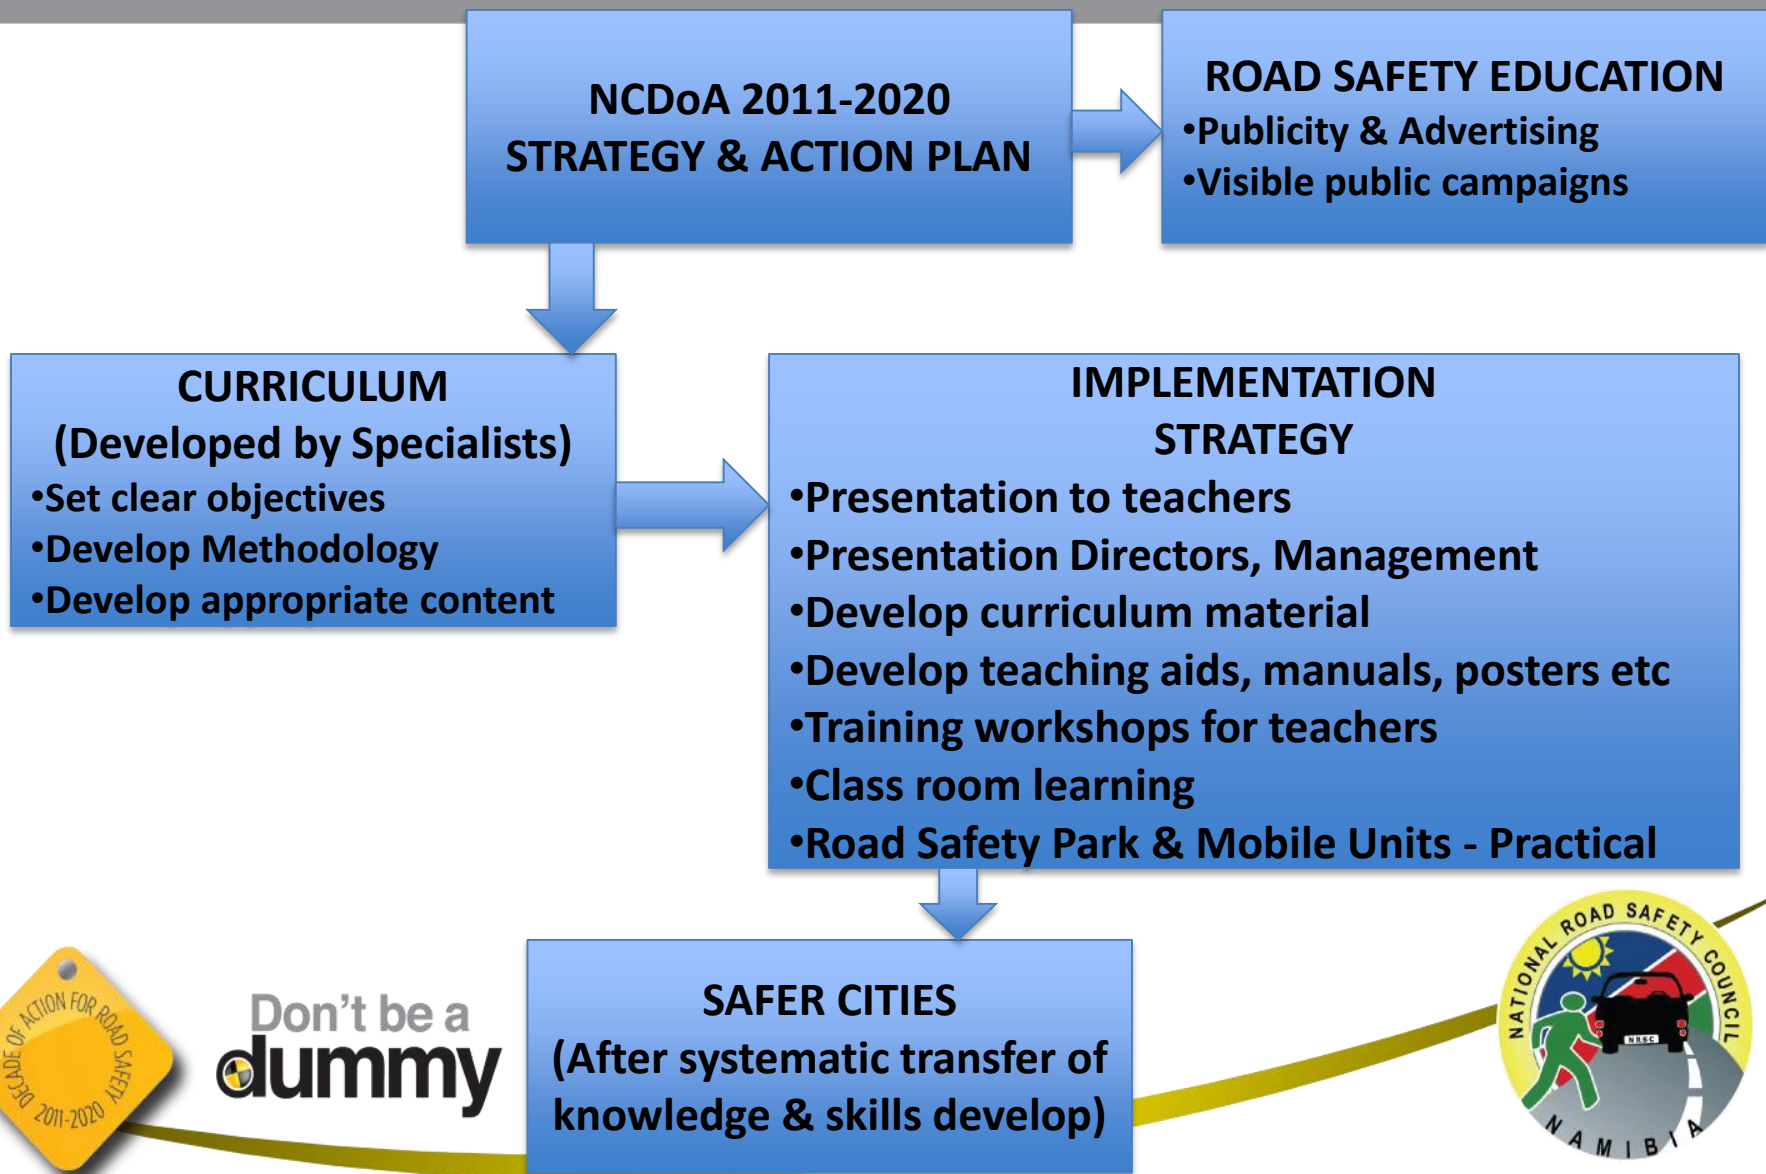 NCDoA 2011-2020
STRATEGY & ACTION PLAN
ROAD SAFETY EDUCATION
•Publicity & Advertising
•Visible public campaigns
CURRICULUM
(Developed by Specialists)
•Set clear objectives
•Develop Methodology
•Develop appropriate content
IMPLEMENTATION
STRATEGY
•Presentation to teachers
•Presentation Directors, Management
•Develop curriculum material
•Develop teaching aids, manuals, posters etc
•Training workshops for teachers
•Class room learning
•Road Safety Park & Mobile Units - Practical
SAFER CITIES
(After systematic transfer of
knowledge & skills develop)
DECADE OF ACTION FOR ROAD SAFETY
2011-2020
Don't be a
dummy
NATIONAL ROAD SAFETY COUNCIL
NRSC
NAMIBIA